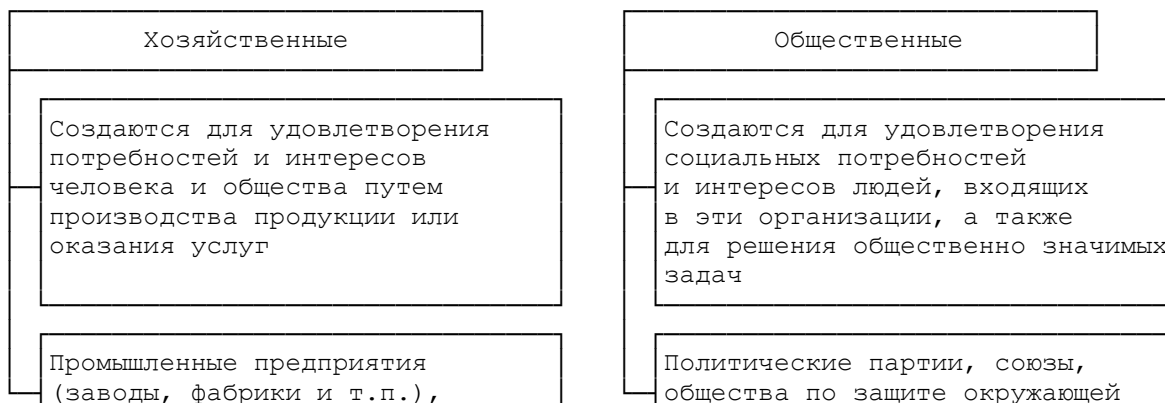 Хозяйственные
Создаются для удовлетворения
потребностей и интересов
человека и общества путем
производства продукции или
оказания услуг
Промышленные предприятия
(заводы, фабрики и т.п.),
Общественные
Создаются для удовлетворения
социальных потребностей
и интересов людей, входящих
в эти организации, а также
для решения общественно значимых
задач
Политические партии, союзы,
общества по защите окружающей